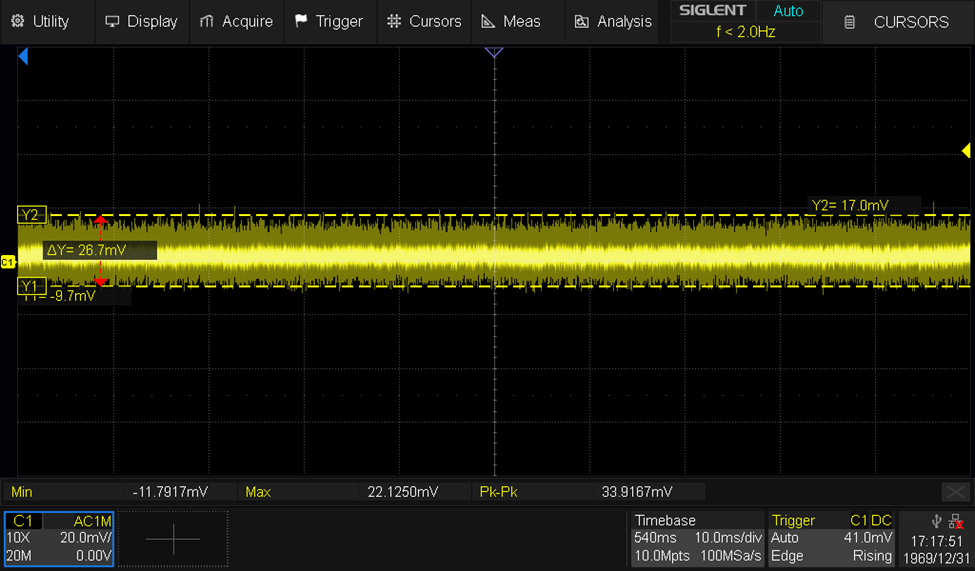 Utility Display Acquire Trigger Cursors Meas Analysis SIGLENT Auto CURSORS
f < 2.0Hz
Y2 Y2= 17.0mV
ΔY= 26.7mV
C1
Y1
-9.7mV
Min -11.7917mV Max 22.1250mV Pk-Pk 33.9167mV
C1 AC1M Timebase Trigger C1 DC
10X 20.0mV/ 540ms 10.0ms/div Auto 41.0mV 17:17:51
20M 0.00V 10.0Mpts 100MSa/s Edge Rising 1969/12/31